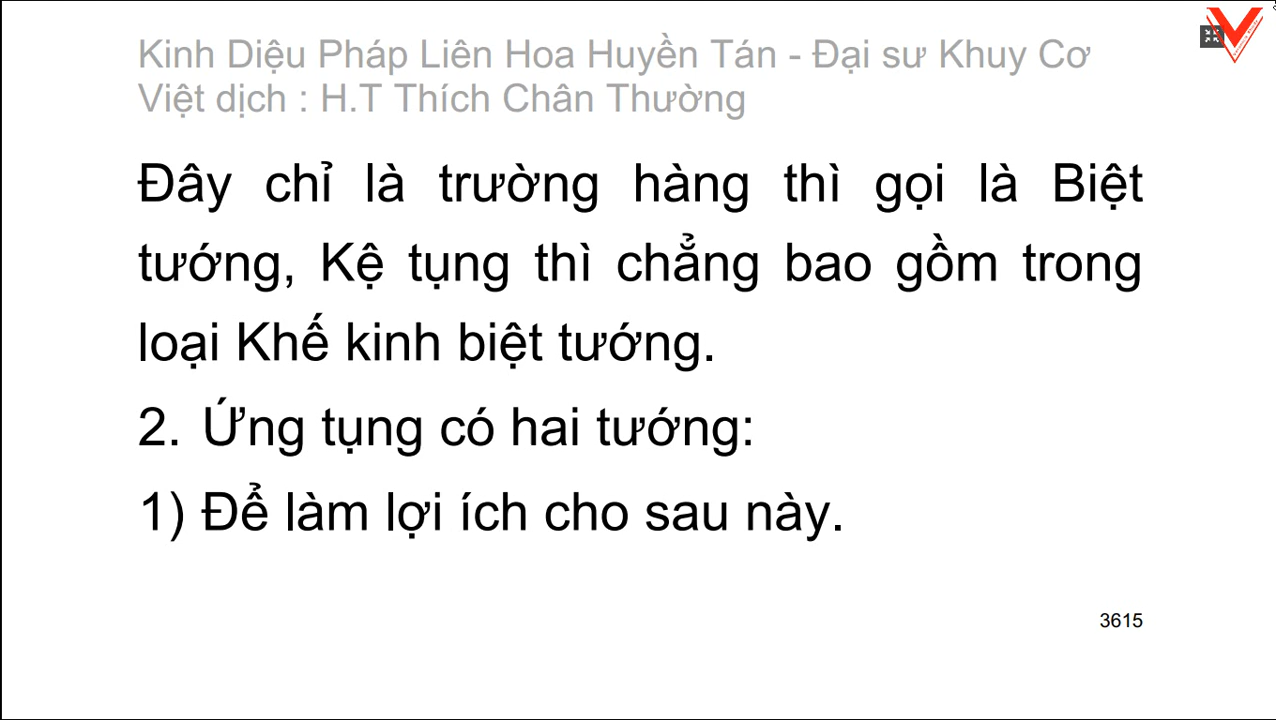 Kinh Diệu Pháp Liên Hoa Huyền Tán - Đại sư Khuy Cơ
Việt dịch : H.T Thích Chân Thường
Đây chỉ là trường hàng thì gọi là Biệt
tướng, Kệ tụng thì chẳng bao gồm trong
loại Khế kinh biệt tướng.
2. Ứng tụng có hai tướng:
1) Để làm lợi ích cho sau này.
3615